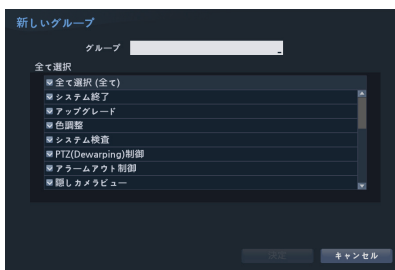 新しいグループ
グループ
全て選択
全て選択 (全て)
システム終了
アップグレード
色調整
システム検査
PTZ(Dewarping)制御
アラームアウト制御
隠しカメラビュー
キャンセル